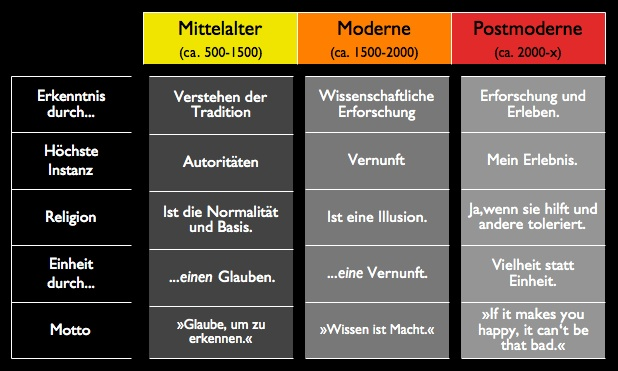 Mittelalter
(ca. 500-1500)
Moderne
(ca. 1500-2000)
Postmoderne
(ca. 2000-x)
Erkenntnis
durch...
Verstehen der
Tradition
Wissenschaftliche
Erforschung
Erforschung und
Erleben.
Höchste
Instanz
Autoritäten
Vernunft
Mein Erlebnis.
Religion
Ist die Normalität
und Basis.
Ist eine Illusion.
Ja,wenn sie hilft und
andere toleriert.
Einheit
durch...
...einen Glauben.
...eine Vernunft.
Vielheit statt
Einheit.
Motto
»Glaube, um zu
erkennen.«
»Wissen ist Macht.«
»If it makes you
happy, it can't be
that bad.«